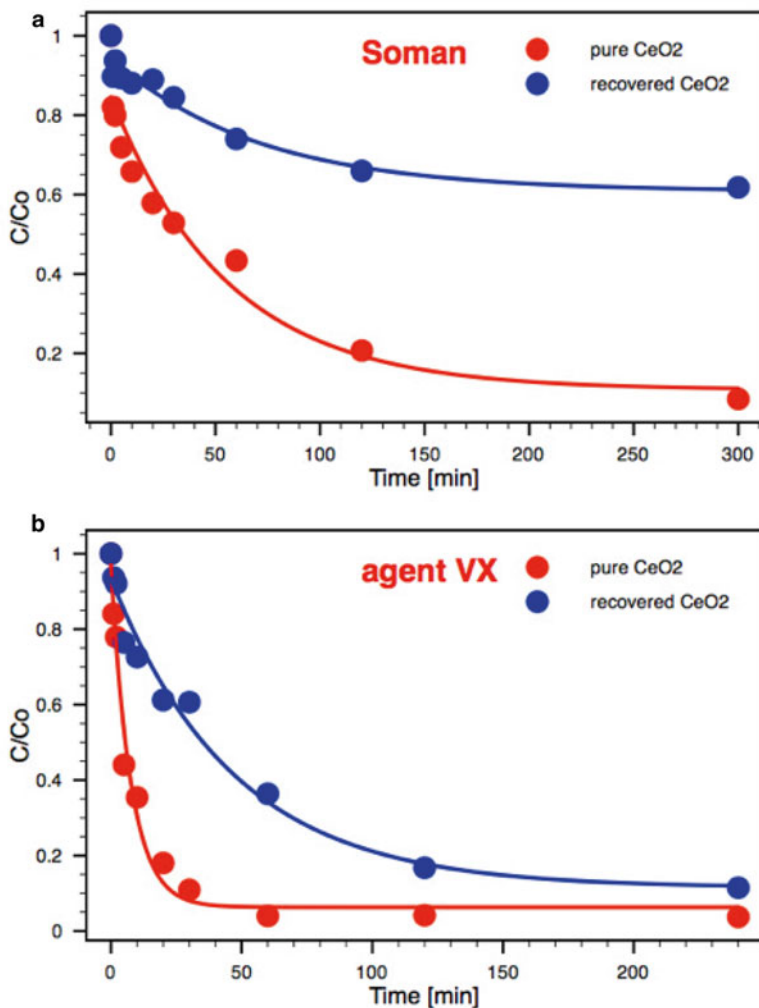 a
Soman
pure CeO2
recovered CeO2
1
0.8
0.6
0.4
0.2
C/Co
0 50 100 150 200 250 300
Time [min]
b
agent VX
pure CeO2
recovered CeO2
1
0.8
0.6
0.4
0.2
0
C/Co
0 50 100 150 200
Time [min]